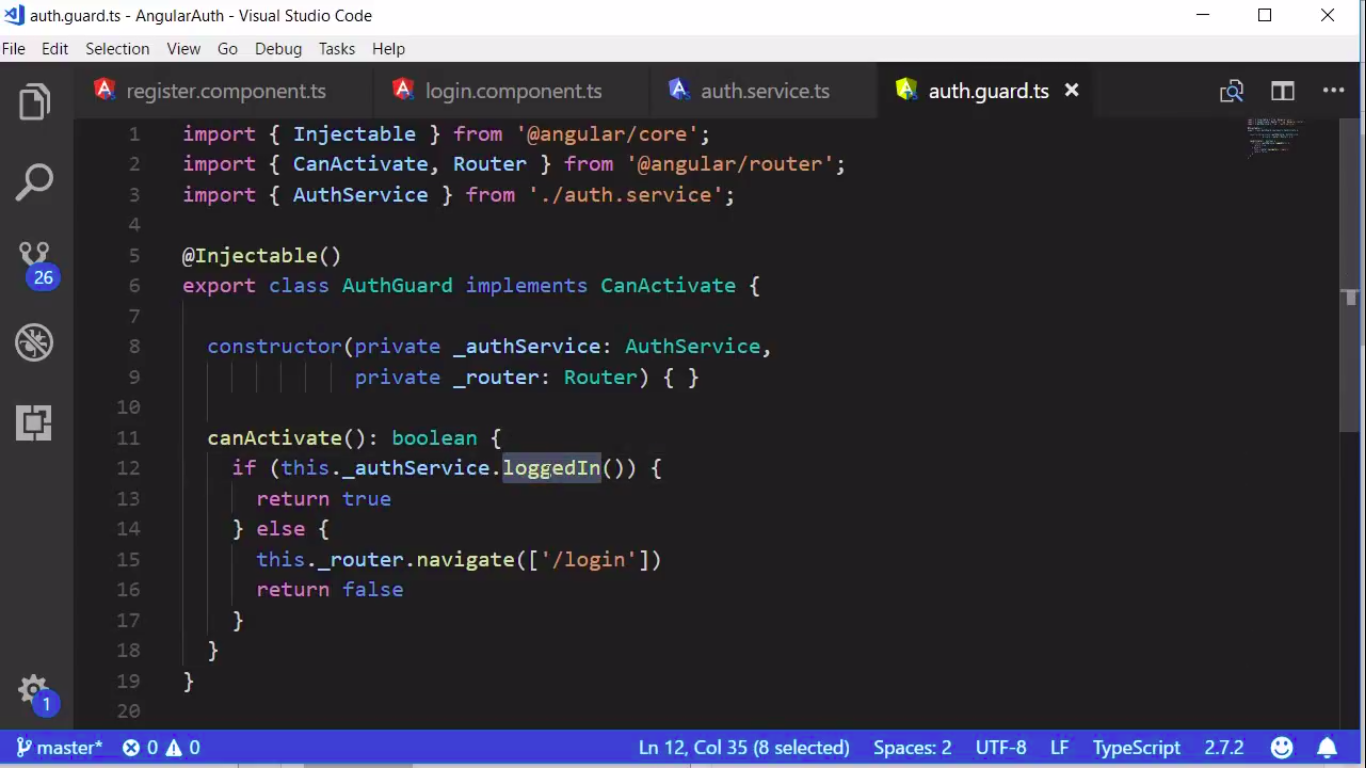 auth.guard.ts - AngularAuth - Visual Studio Code
File Edit Selection View Go Debug Tasks Help
register.component.ts login.component.ts auth.service.ts auth.guard.ts
1 import { Injectable } from '@angular/core';
2 import { CanActivate, Router } from '@angular/router';
3 import { AuthService } from './auth.service';
4
5 @Injectable()
6 export class AuthGuard implements CanActivate {
7
8   constructor(private _authService: AuthService,
9               private _router: Router) { }
10
11   canActivate(): boolean {
12     if (this._authService.loggedIn()) {
13       return true
14     } else {
15       this._router.navigate(['/login'])
16       return false
17     }
18   }
19 }
20
26
1
master* 0 0 Ln 12, Col 35 (8 selected) Spaces: 2 UTF-8 LF TypeScript 2.7.2